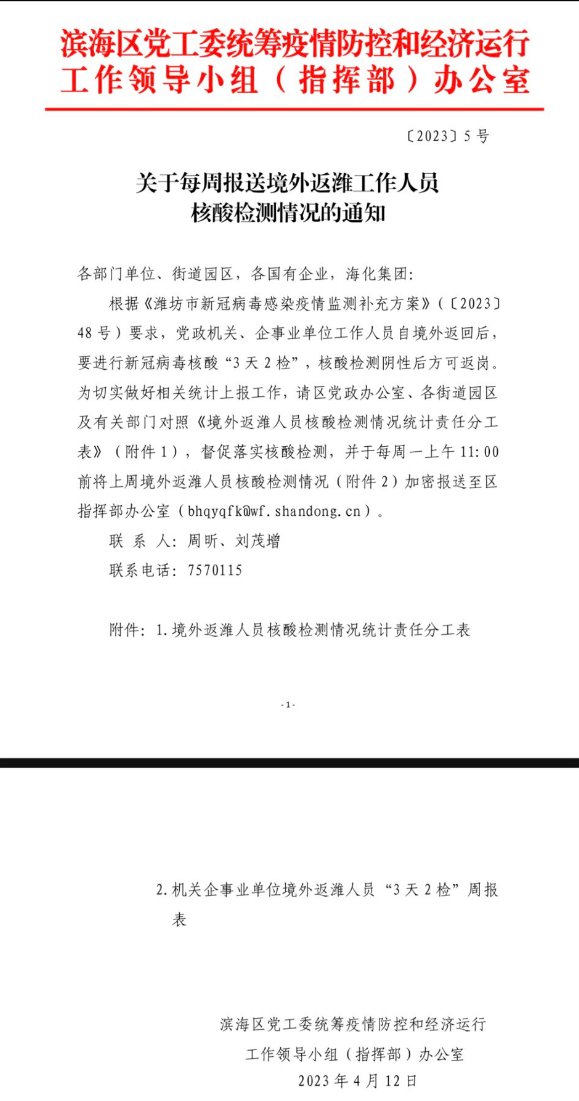 滨海区党工委统筹疫情防控和经济运行
工作领导小组（指挥部）办公室
〔2023〕5 号
关于每周报送境外返潍工作人员
核酸检测情况的通知
各部门单位、街道园区，各国有企业，海化集团：
根据《潍坊市新冠病毒感染疫情监测补充方案》(〔2023〕
48 号) 要求，党政机关、企事业单位工作人员自境外返回后，
要进行新冠病毒核酸“3 天 2 检”，核酸检测阴性后方可返岗。
为切实做好相关统计上报工作，请区党政办公室、各街道园区
及有关部门对照《境外返潍人员核酸检测情况统计责任分工
表》（附件 1），督促落实核酸检测，并于每周一上午 11:00
前将上周境外返潍人员核酸检测情况（附件 2）加密报送至区
指挥部办公室（bhqyqfk@wf.shandong.cn）。
联 系 人：周昕、刘茂增
联系电话：7570115
附件：1.境外返潍人员核酸检测情况统计责任分工表
- 1 -
2.机关企事业单位境外返潍人员“3 天 2 检”周报
表
滨海区党工委统筹疫情防控和经济运行
工作领导小组（指挥部）办公室
2023 年 4 月 12 日